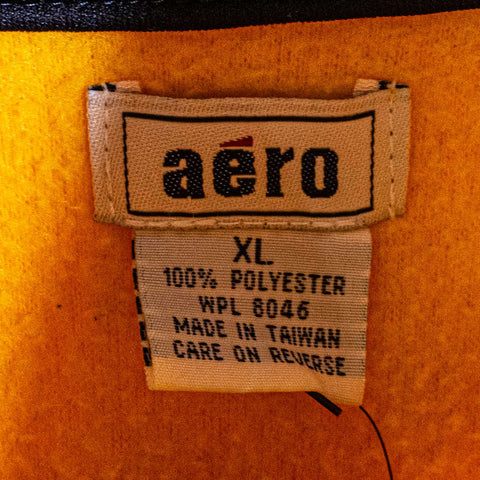 aéro
XL
100% POLYESTER
WPL 8046
MADE IN TAIWAN
CARE ON REVERSE